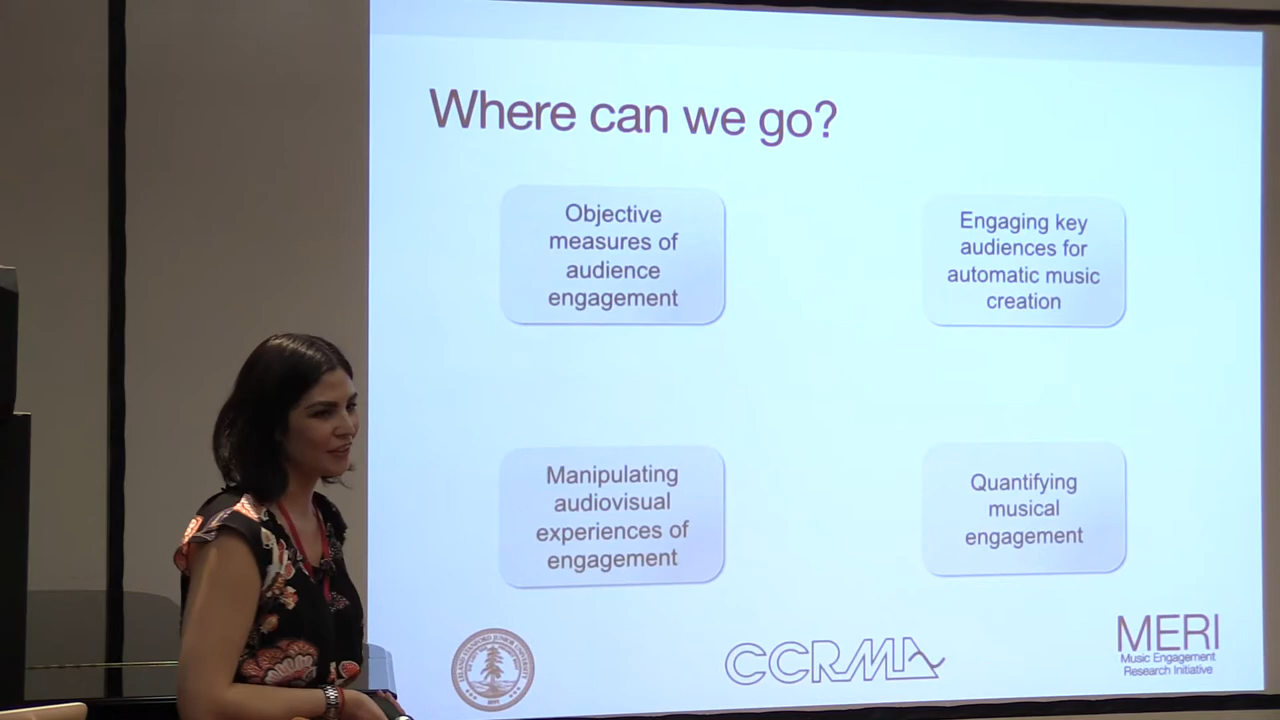 Where can we go?
Objective
measures of
audience
engagement
Engaging key
audiences for
automatic music
creation
Manipulating
audiovisual
experiences of
engagement
Quantifying
musical
engagement
CCRMA
MERI
Music Engagement
Research Initiative